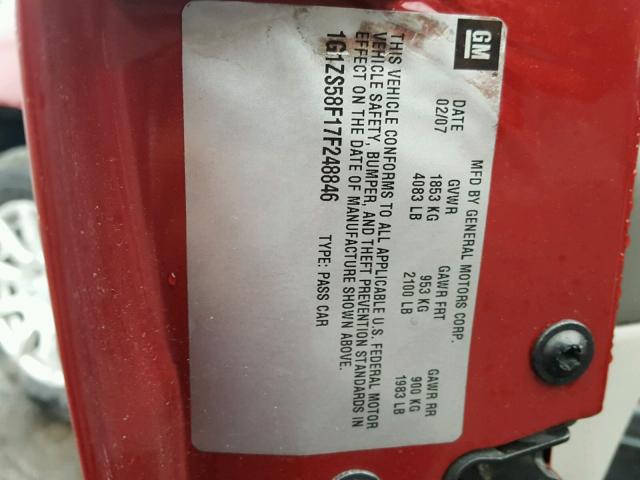 GM
MFD BY GENERAL MOTORS CORP.
DATE GVWR GAWR FRT GAWR RR
02/07 1853 KG 953 KG 900 KG
4083 LB 2100 LB 1983 LB
THIS VEHICLE CONFORMS TO ALL APPLICABLE U.S. FEDERAL MOTOR
VEHICLE SAFETY, BUMPER, AND THEFT PREVENTION STANDARDS IN
EFFECT ON THE DATE OF MANUFACTURE SHOWN ABOVE.
1G1ZS58F17F248846 TYPE: PASS CAR